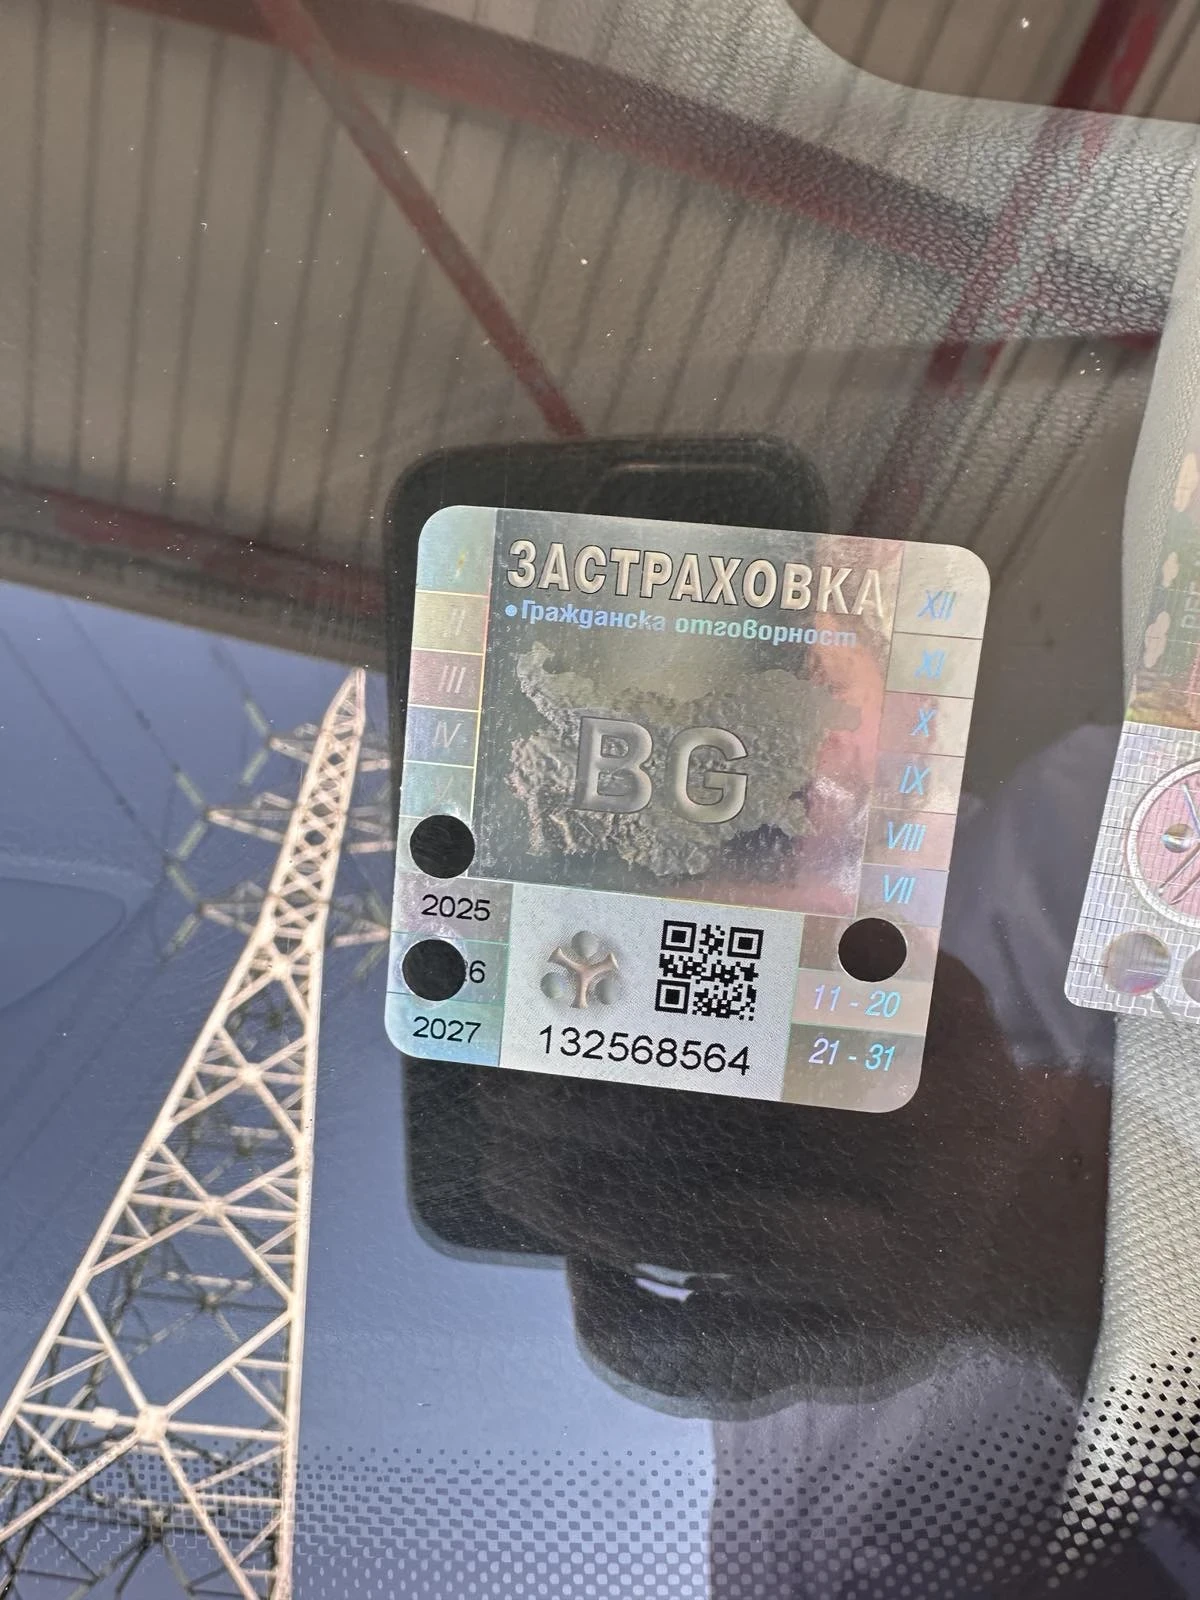 ЗАСТРАХОВКА
•Гражданска отговорност
II
III
IV
XII
XI
X
IX
VIII
VII
BG
2025
6
2027
11 - 20
21 - 31
132568564